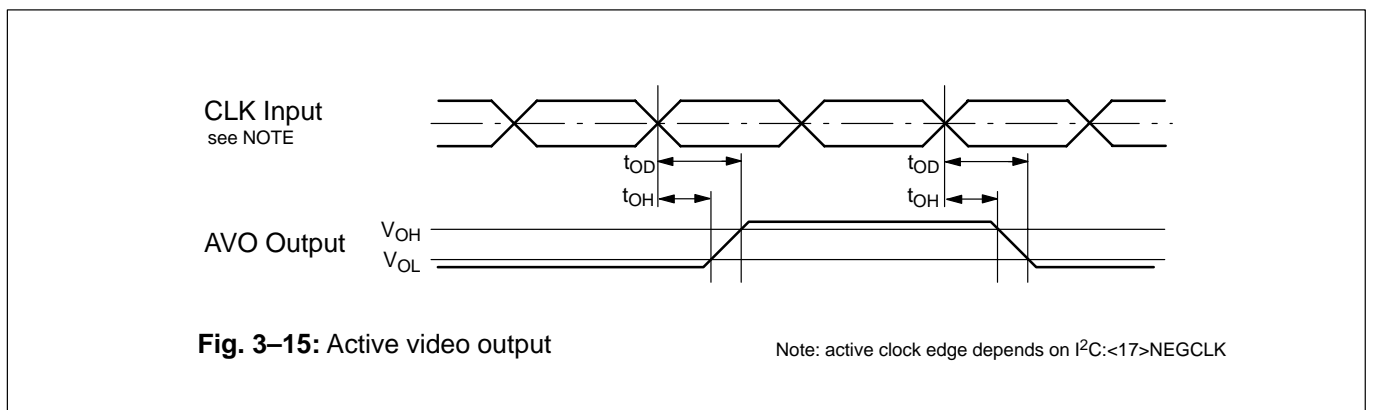 CLK Input
see NOTE
tOD
tOD
tOH
tOH
AVO Output
VOH
VOL
Fig. 3–15: Active video output
Note: active clock edge depends on I2C:<17>NEGCLK